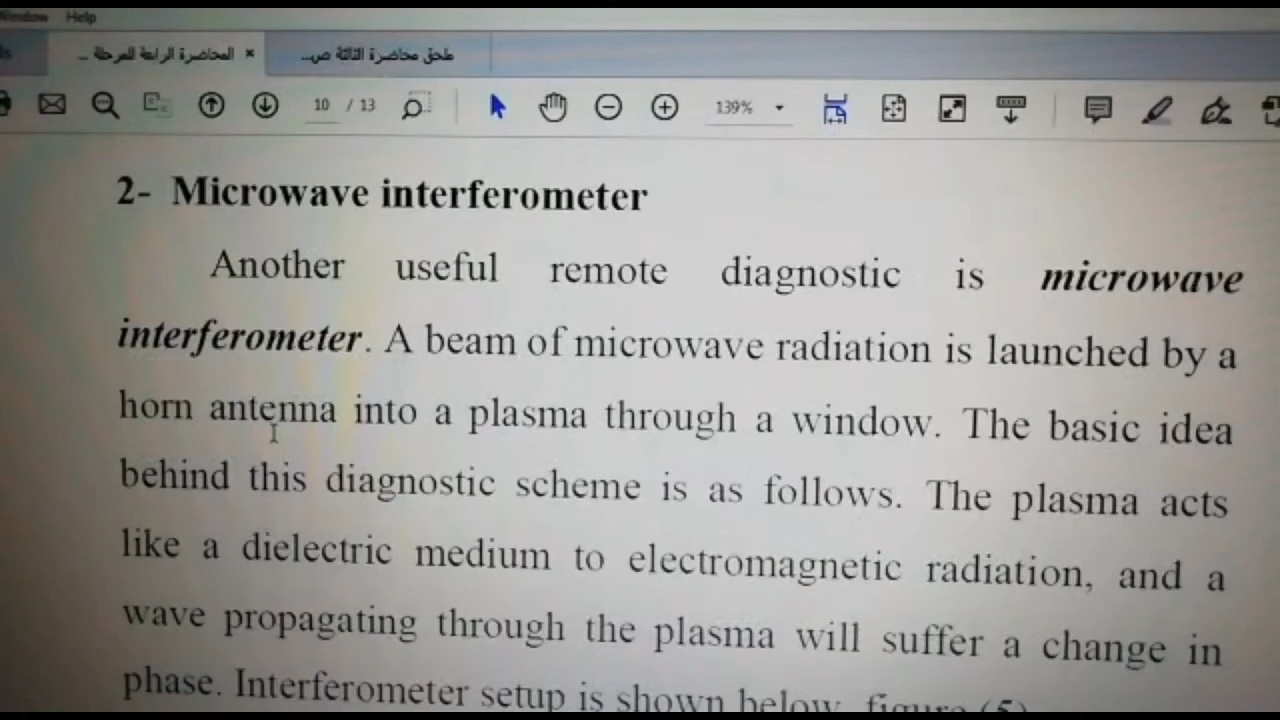 Window Help
المحاضرة الرابعة للمرحلة ...
×
ملحق محاضرة الثالثة ص...
10 / 13
139%
2- Microwave interferometer
Another useful remote diagnostic is microwave
interferometer. A beam of microwave radiation is launched by a
horn antenna into a plasma through a window. The basic idea
behind this diagnostic scheme is as follows. The plasma acts
like a dielectric medium to electromagnetic radiation, and a
wave propagating through the plasma will suffer a change in
phase. Interferometer setup is shown below, figure (5)